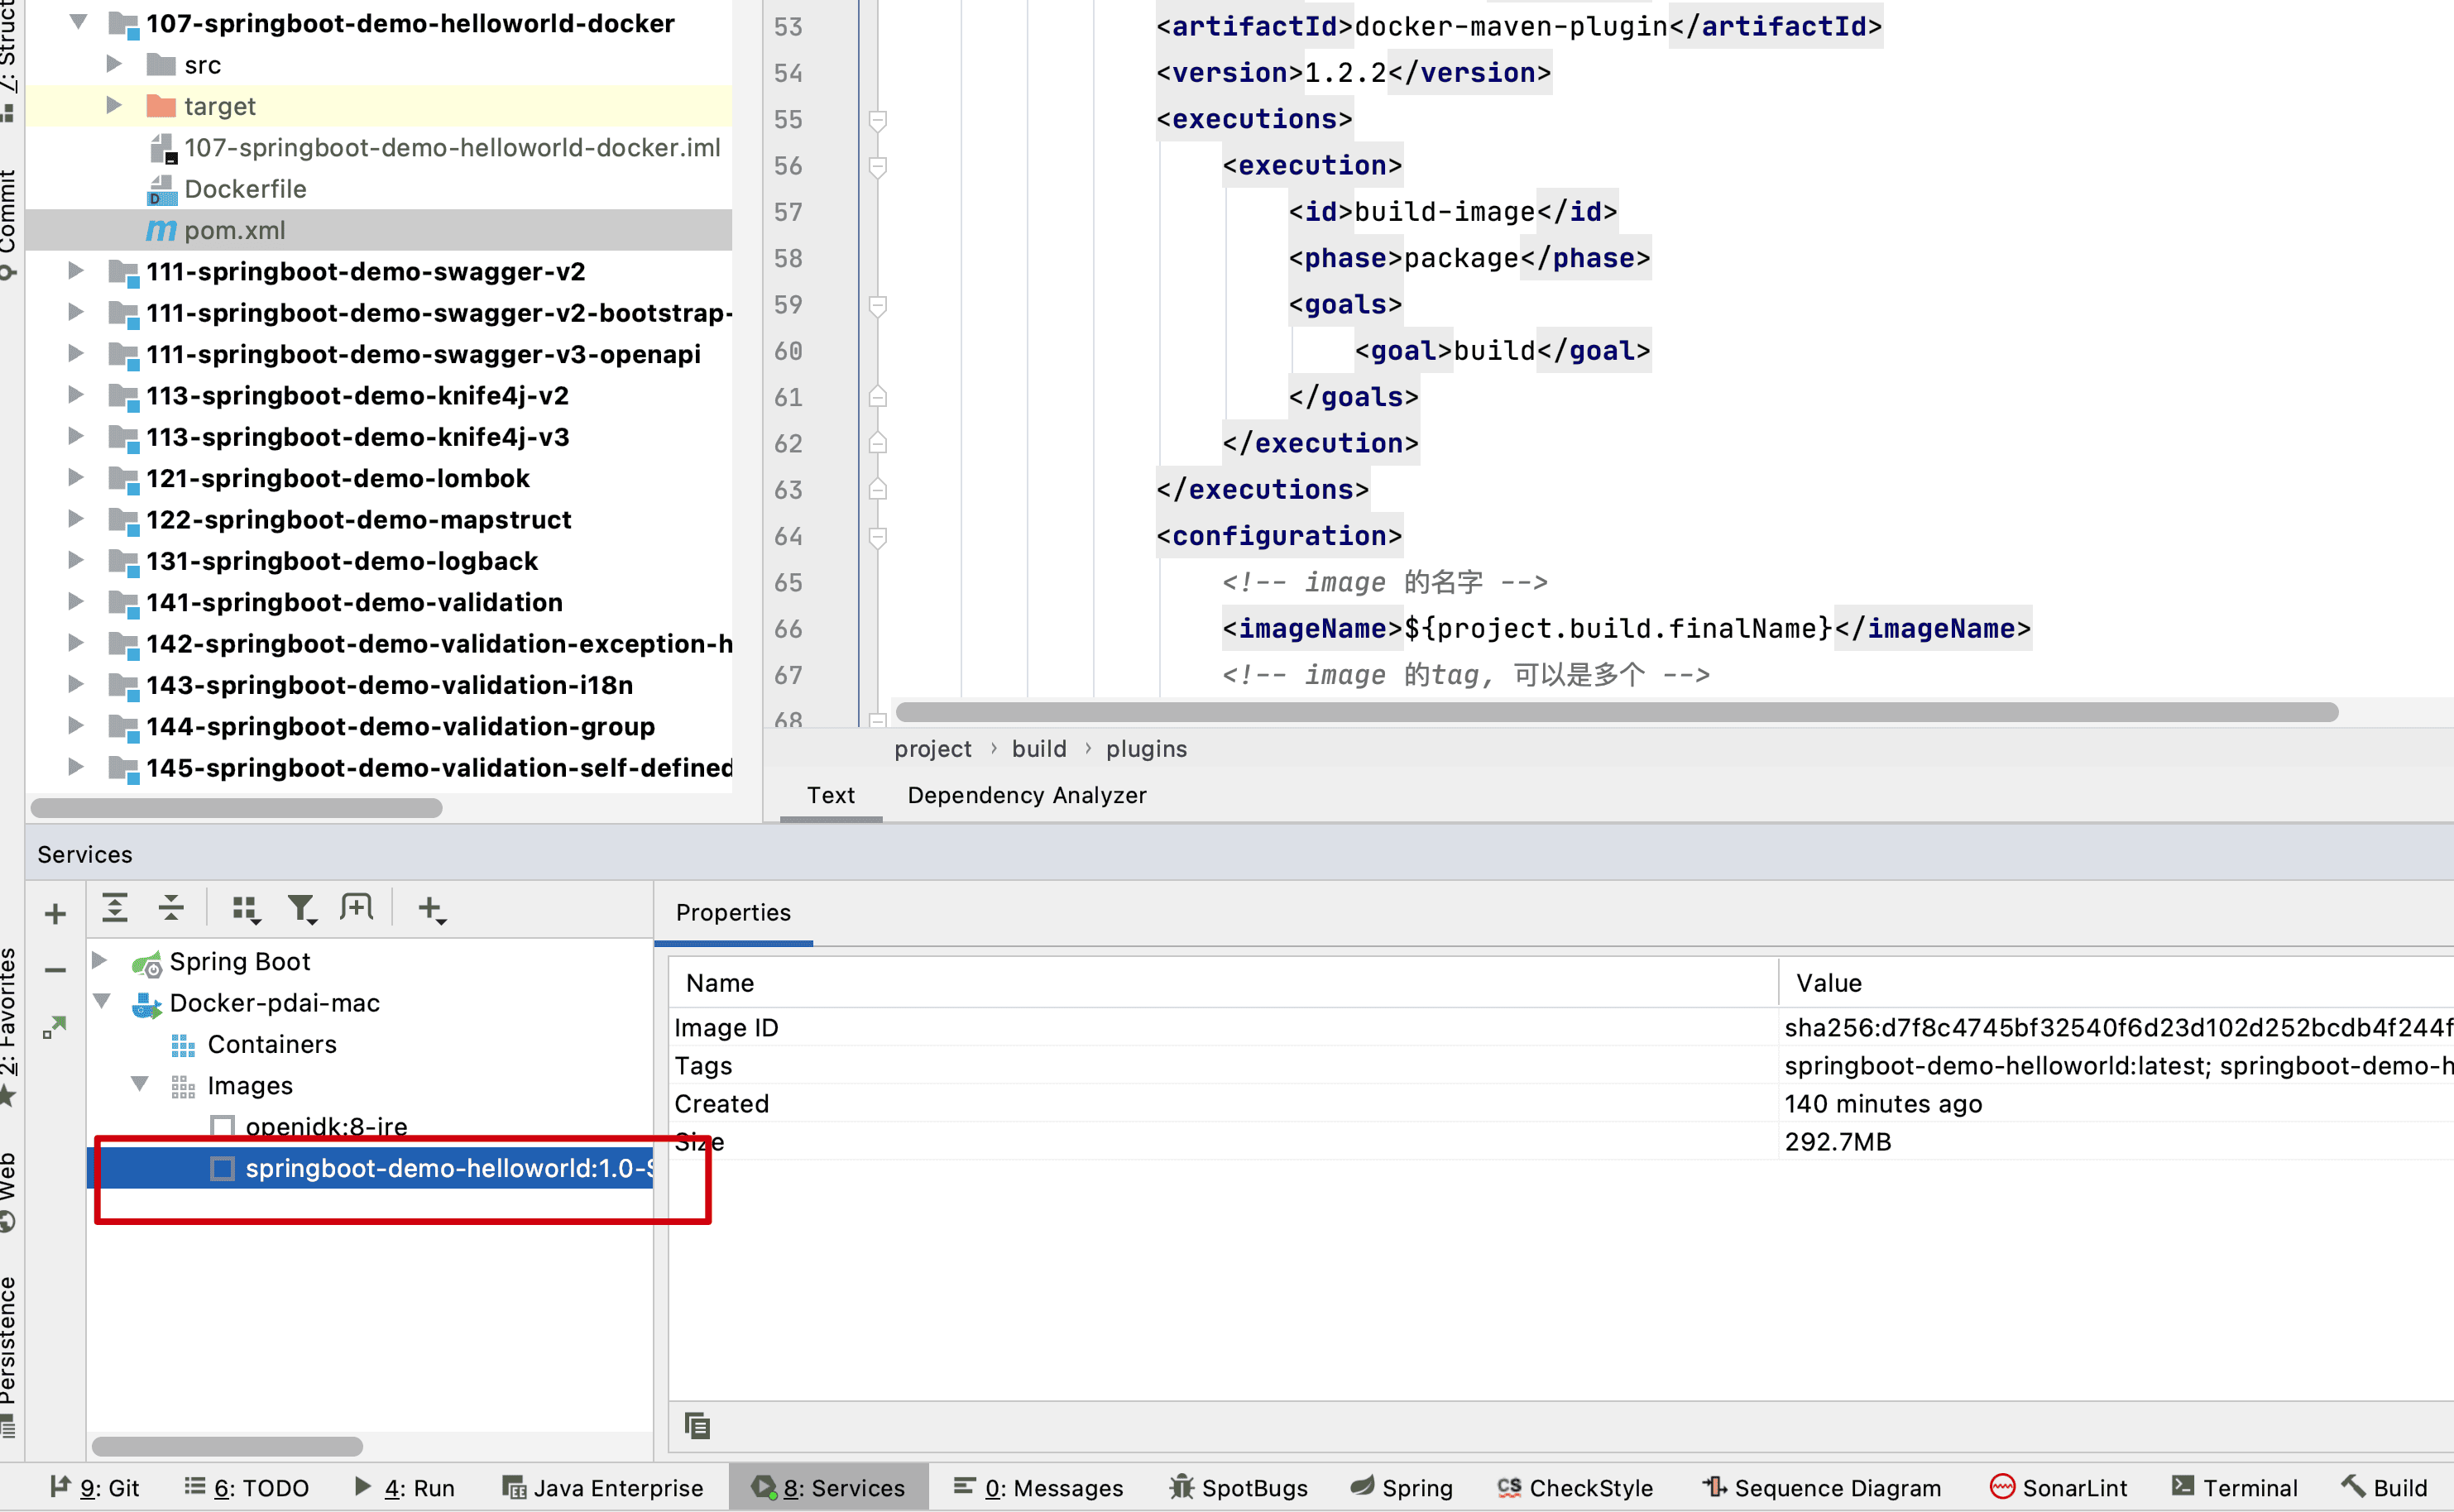 7: Struct
Commit
2: Favorites
Web
Persistence
107-springboot-demo-helloworld-docker
src
target
107-springboot-demo-helloworld-docker.iml
Dockerfile
pom.xml
111-springboot-demo-swagger-v2
111-springboot-demo-swagger-v2-bootstrap-
111-springboot-demo-swagger-v3-openapi
113-springboot-demo-knife4j-v2
113-springboot-demo-knife4j-v3
121-springboot-demo-lombok
122-springboot-demo-mapstruct
131-springboot-demo-logback
141-springboot-demo-validation
142-springboot-demo-validation-exception-h
143-springboot-demo-validation-i18n
144-springboot-demo-validation-group
145-springboot-demo-validation-self-defined
53 <artifactId>docker-maven-plugin</artifactId>
54 <version>1.2.2</version>
55 <executions>
56 <execution>
57 <id>build-image</id>
58 <phase>package</phase>
59 <goals>
60 <goal>build</goal>
61 </goals>
62 </execution>
63 </executions>
64 <configuration>
65 <!-- image 的名字 -->
66 <imageName>${project.build.finalName}</imageName>
67 <!-- image 的tag, 可以是多个 -->
68
project › build › plugins
Text Dependency Analyzer
Services
Spring Boot
Docker-pdai-mac
Containers
Images
openjdk:8-jre
springboot-demo-helloworld:1.0-S
Properties
Name Value
Image ID sha256:d7f8c4745bf32540f6d23d102d252bcdb4f244f
Tags springboot-demo-helloworld:latest; springboot-demo-h
Created 140 minutes ago
Size 292.7MB
9: Git 6: TODO 4: Run Java Enterprise 8: Services 0: Messages SpotBugs Spring CheckStyle Sequence Diagram SonarLint Terminal Build